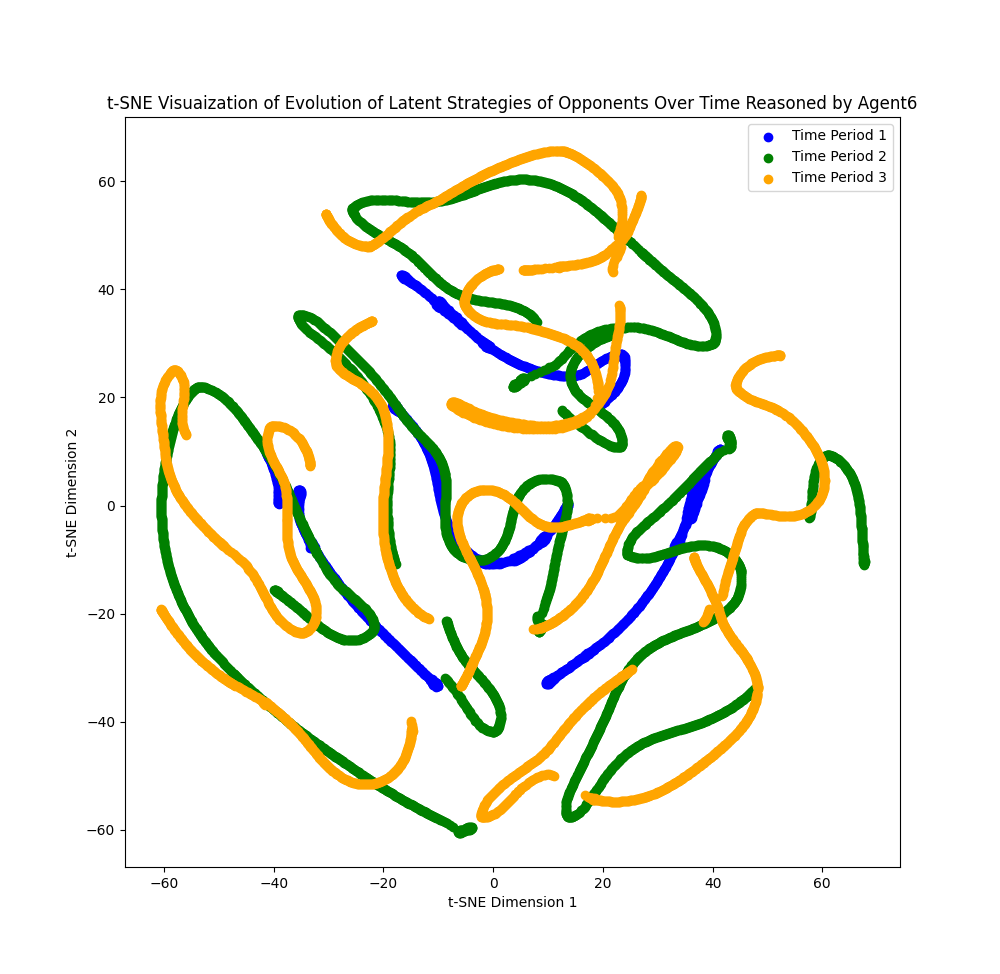 t-SNE Visuaization of Evolution of Latent Strategies of Opponents Over Time Reasoned by Agent6
Time Period 1
Time Period 2
Time Period 3
60
40
20
0
−20
−40
−60
t-SNE Dimension 2
−60 −40 −20 0 20 40 60
t-SNE Dimension 1